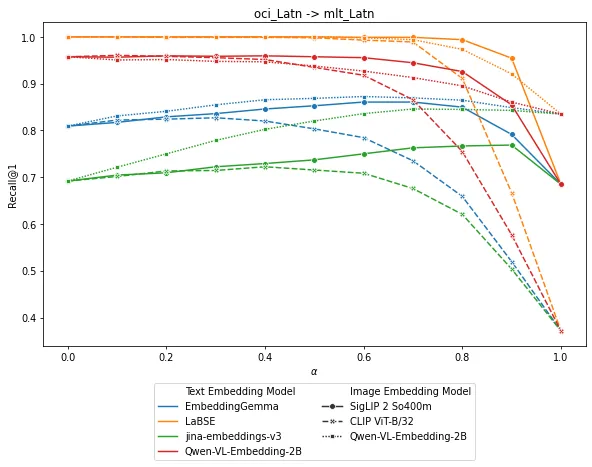 oci_Latn -> mlt_Latn
Recall@1
1.0
0.9
0.8
0.7
0.6
0.5
0.4
0.0 0.2 0.4 0.6 0.8 1.0
α
Text Embedding Model
EmbeddingGemma
LaBSE
jina-embeddings-v3
Qwen-VL-Embedding-2B
Image Embedding Model
SigLIP 2 So400m
CLIP ViT-B/32
Qwen-VL-Embedding-2B